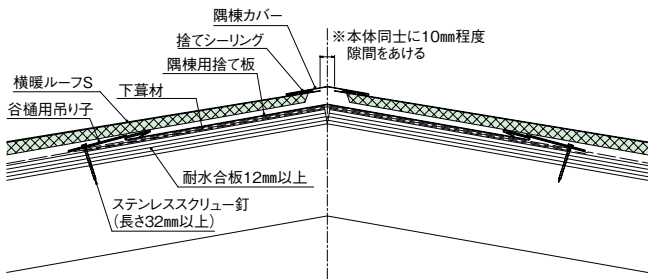 隅棟カバー
捨てシーリング
隅棟用捨て板
下葺材
横暖ルーフS
谷樋用吊り子
※本体同士に10mm程度
隙間をあける
耐水合板12mm以上
ステンレススクリュー釘
(長さ32mm以上)